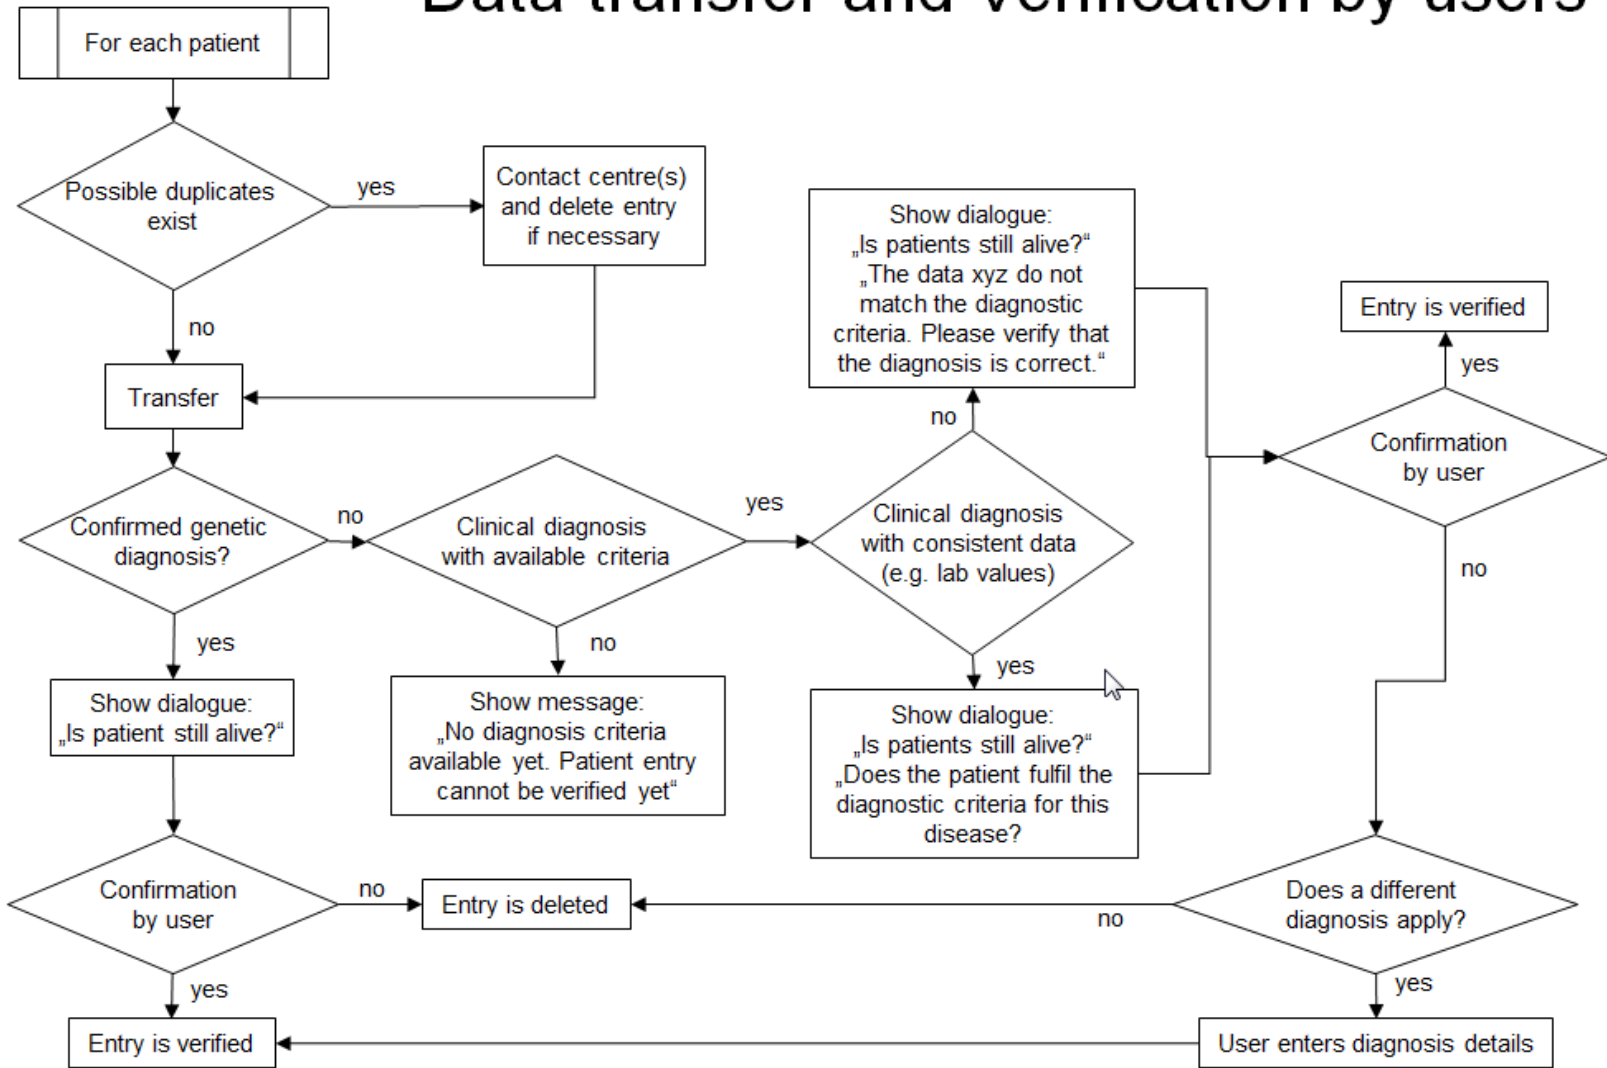 Data transfer and verification by users
For each patient
Possible duplicates
exist
yes
Contact centre(s)
and delete entry
if necessary
no
Transfer
Confirmed genetic
diagnosis?
no
Clinical diagnosis
with available criteria
yes
Clinical diagnosis
with consistent data
(e.g. lab values)
no
Show dialogue:
„Is patients still alive?“
„The data xyz do not
match the diagnostic
criteria. Please verify that
the diagnosis is correct.“
yes
Show dialogue:
„Is patients still alive?“
„Does the patient fulfil the
diagnostic criteria for this
disease?
no
Show message:
„No diagnosis criteria
available yet. Patient entry
cannot be verified yet“
yes
Show dialogue:
„Is patient still alive?“
Confirmation
by user
no
Entry is deleted
yes
Entry is verified
Entry is verified
yes
Confirmation
by user
no
Does a different
diagnosis apply?
no
yes
User enters diagnosis details